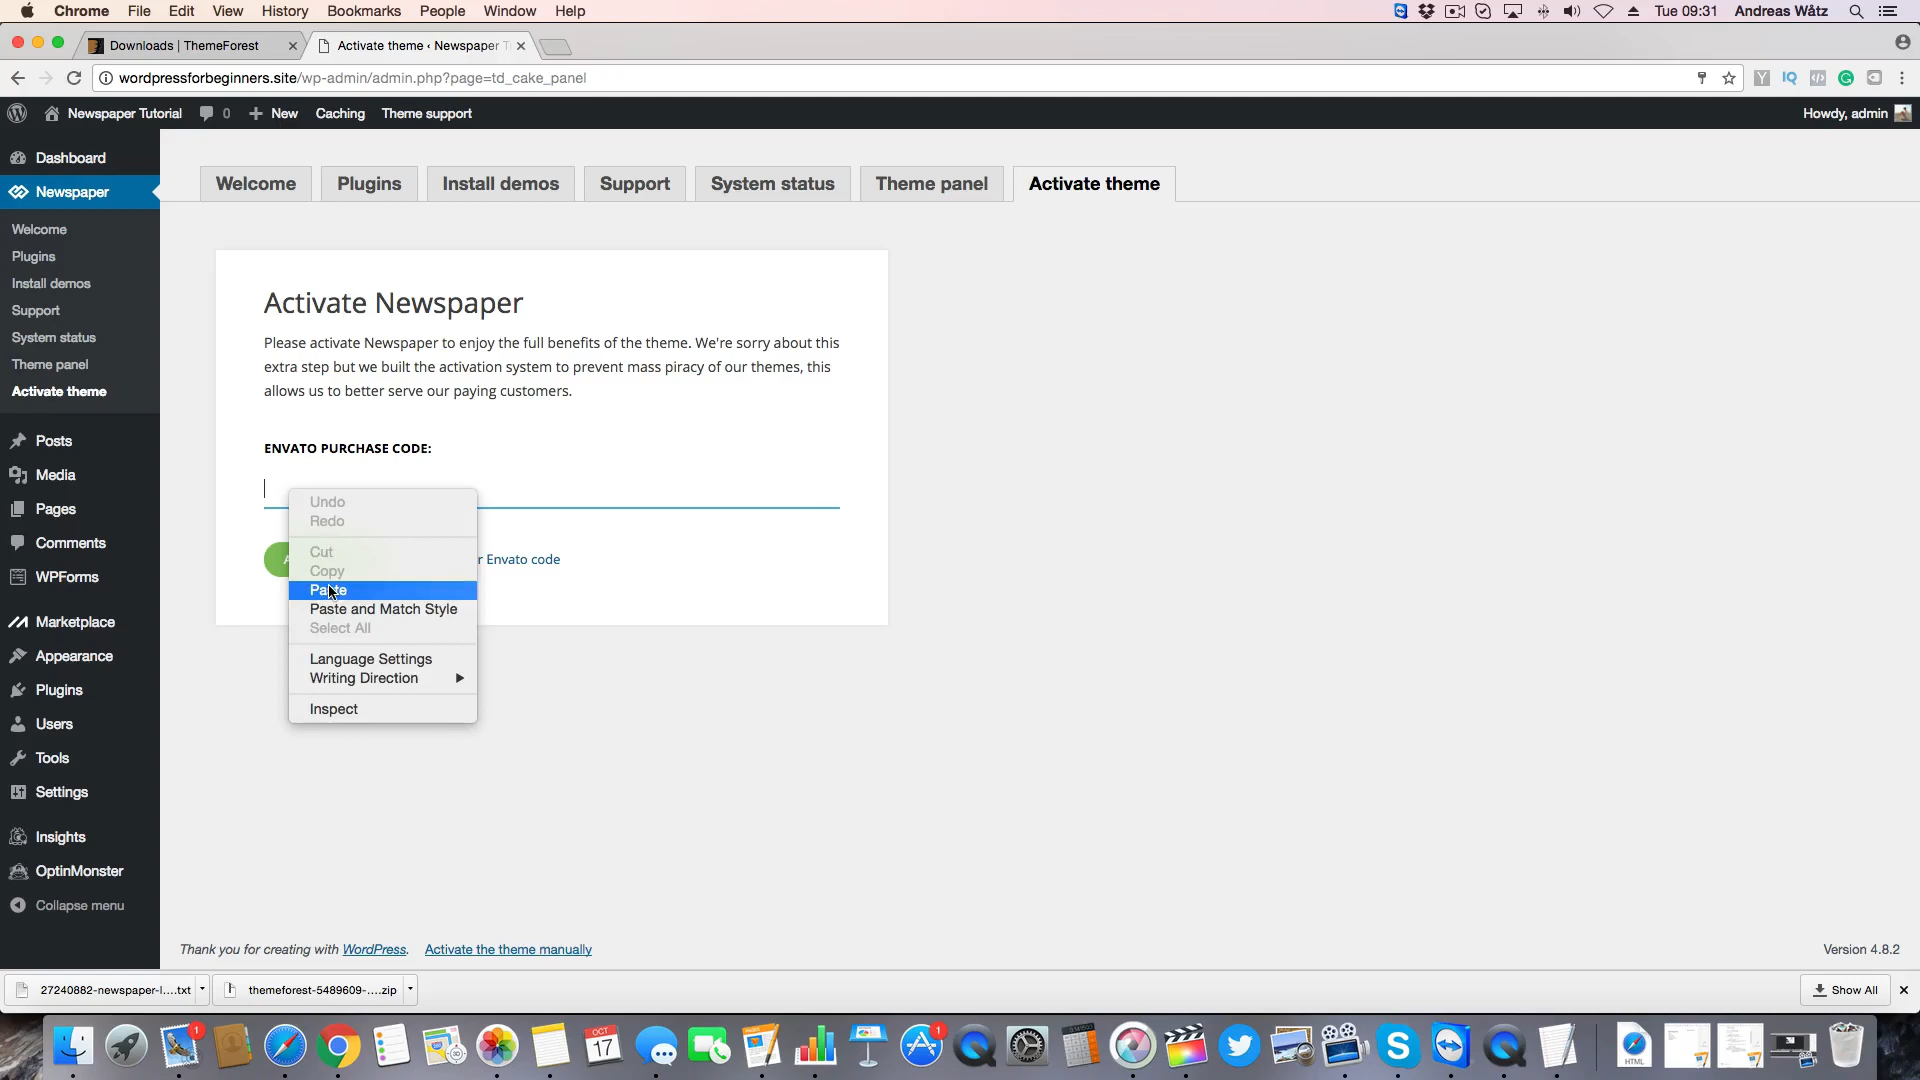 Chrome File Edit View History Bookmarks People Window Help
Tue 09:31 Andreas Wåtz
Downloads | ThemeForest
Activate theme ‹ Newspaper T
wordpressforbeginners.site/wp-admin/admin.php?page=td_cake_panel
Newspaper Tutorial 0 New Caching Theme support
Howdy, admin
Dashboard
Newspaper
Welcome
Plugins
Install demos
Support
System status
Theme panel
Activate theme
Posts
Media
Pages
Comments
WPForms
Marketplace
Appearance
Plugins
Users
Tools
Settings
Insights
OptinMonster
Collapse menu
Welcome Plugins Install demos Support System status Theme panel Activate theme
Activate Newspaper
Please activate Newspaper to enjoy the full benefits of the theme. We're sorry about this
extra step but we built the activation system to prevent mass piracy of our themes, this
allows us to better serve our paying customers.
ENVATO PURCHASE CODE:
r Envato code
Undo
Redo
Cut
Copy
Paste
Paste and Match Style
Select All
Language Settings
Writing Direction
Inspect
Thank you for creating with WordPress. Activate the theme manually
Version 4.8.2
27240882-newspaper-l....txt
themeforest-5489609-....zip
Show All
1
OCT
17
1
HTML